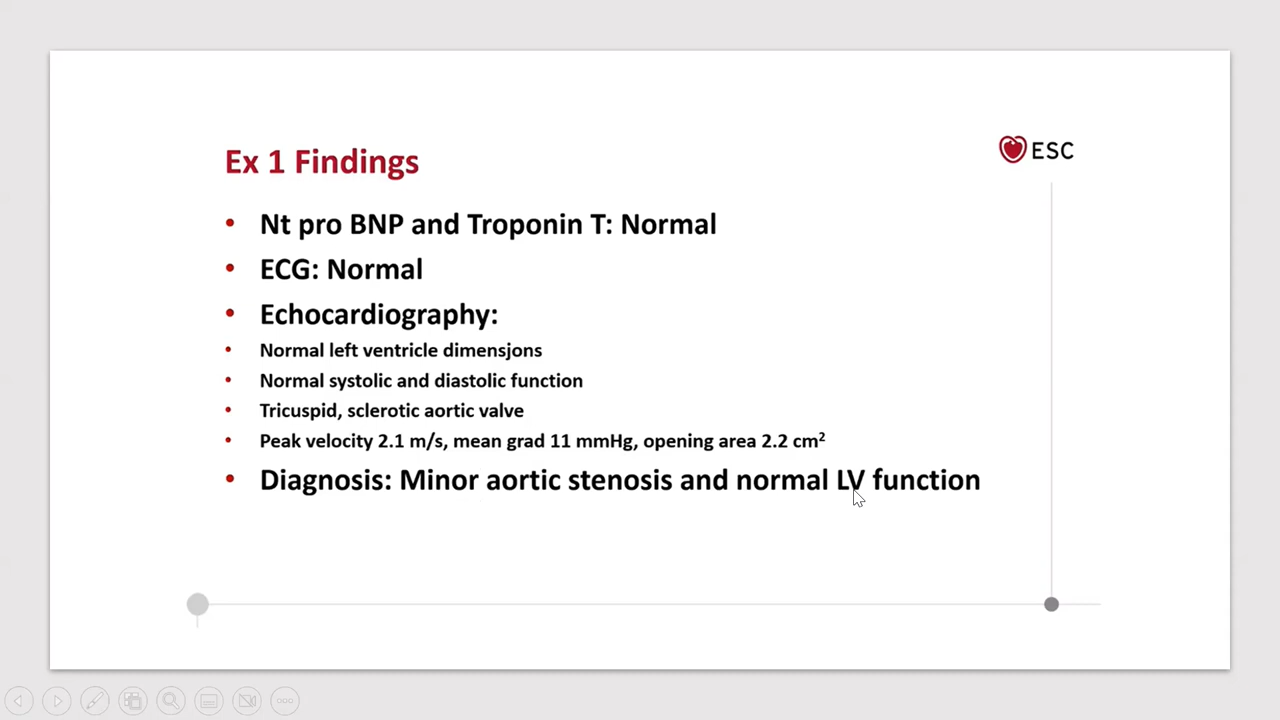 Ex 1 Findings
ESC
• Nt pro BNP and Troponin T: Normal
• ECG: Normal
• Echocardiography:
• Normal left ventricle dimensjons
• Normal systolic and diastolic function
• Tricuspid, sclerotic aortic valve
• Peak velocity 2.1 m/s, mean grad 11 mmHg, opening area 2.2 cm²
• Diagnosis: Minor aortic stenosis and normal LV function